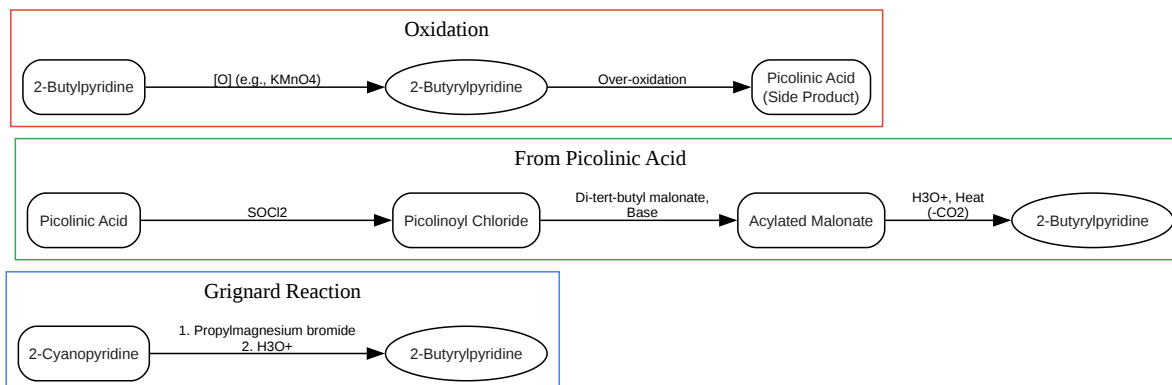 Oxidation
2-Butylpyridine
[O] (e.g., KMnO4)
2-Butyrylpyridine
Over-oxidation
Picolinic Acid
(Side Product)
From Picolinic Acid
Picolinic Acid
SOCl2
Picolinoyl Chloride
Di-tert-butyl malonate,
Base
Acylated Malonate
H3O+, Heat
(-CO2)
2-Butyrylpyridine
Grignard Reaction
2-Cyanopyridine
1. Propylmagnesium bromide
2. H3O+
2-Butyrylpyridine